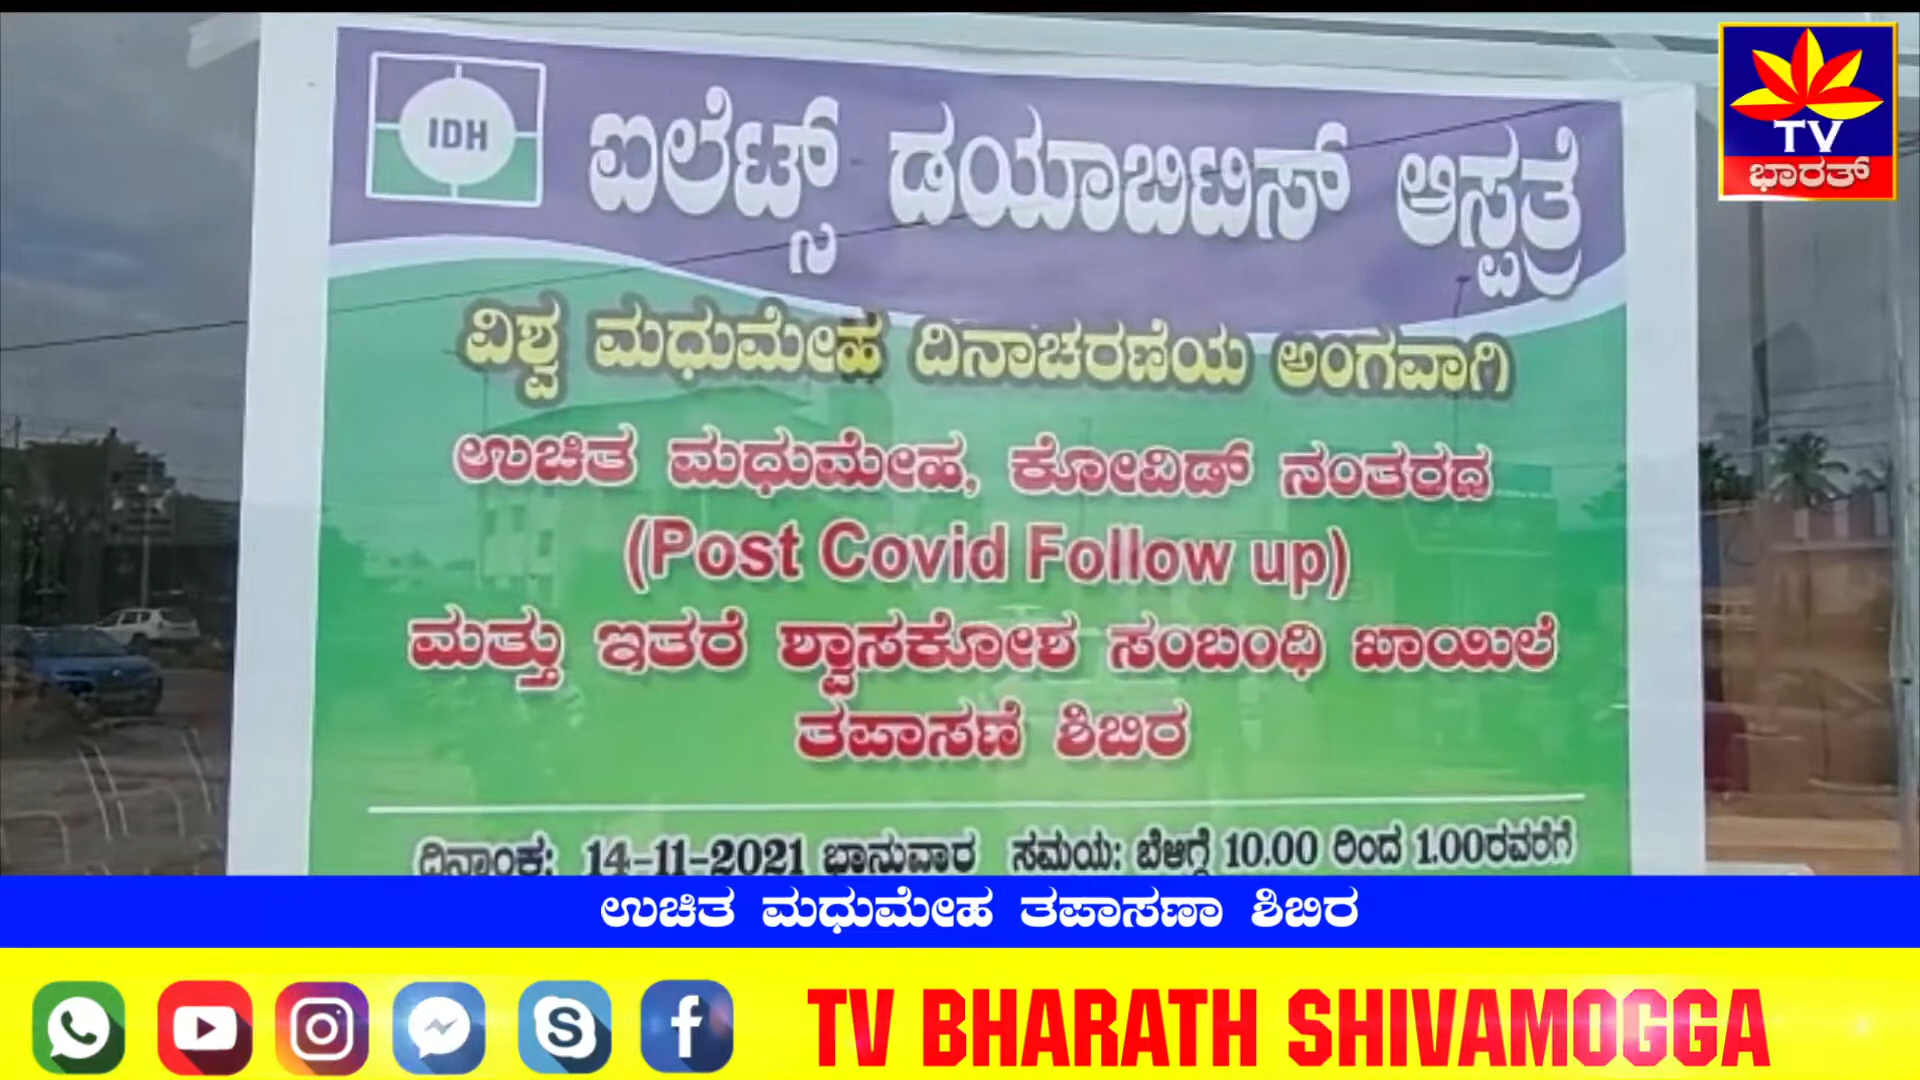 IDH
ಐಲೆಟ್ಸ್ ಡಯಾಬಿಟಿಸ್ ಆಸ್ಪತ್ರೆ
TV
ಭಾರತ್
ವಿಶ್ವ ಮಧುಮೇಹ ದಿನಾಚರಣೆಯ ಅಂಗವಾಗಿ
ಉಚಿತ ಮಧುಮೇಹ, ಕೋವಿಡ್ ನಂತರದ
(Post Covid Follow up)
ಮತ್ತು ಇತರೆ ಶ್ವಾಸಕೋಶ ಸಂಬಂಧಿ ಖಾಯಿಲೆ
ತಪಾಸಣೆ ಶಿಬಿರ
ದಿನಾಂಕ: 14-11-2021 ಭಾನುವಾರ ಸಮಯ: ಬೆಳಿಗ್ಗೆ 10.00 ರಿಂದ 1.00ರವರೆಗೆ
ಉಚಿತ ಮಧುಮೇಹ ತಪಾಸಣಾ ಶಿಬಿರ
TV BHARATH SHIVAMOGGA